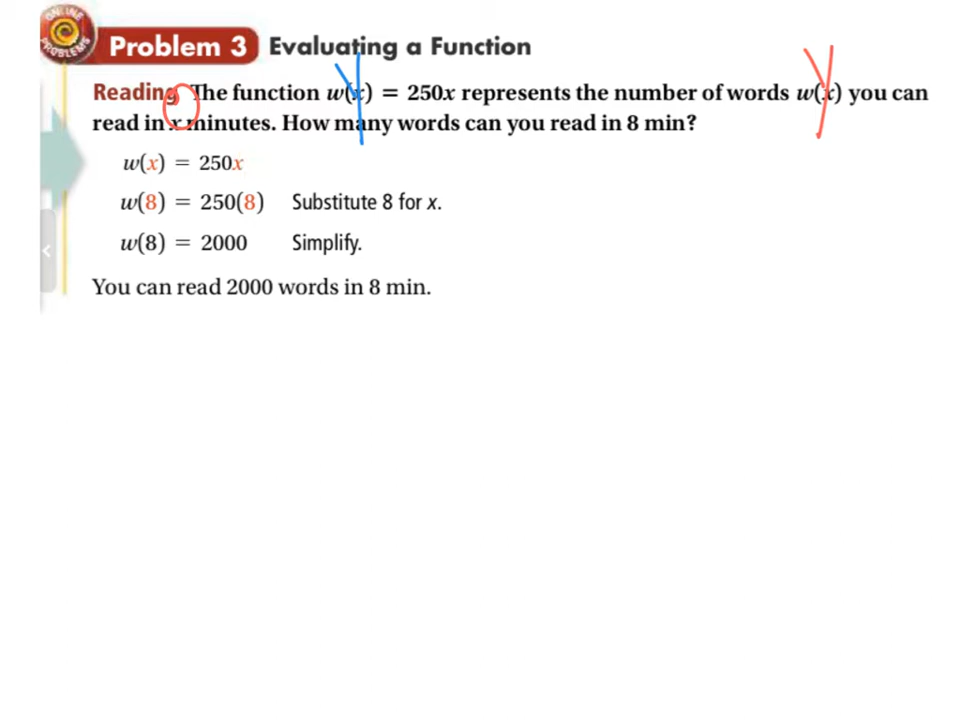 ONLINE PROBLEMS
Problem 3 Evaluating a Function
y y
Reading The function w(x) = 250x represents the number of words w(x) you can
read in x minutes. How many words can you read in 8 min?
w(x) = 250x
w(8) = 250(8) Substitute 8 for x.
w(8) = 2000 Simplify.
You can read 2000 words in 8 min.